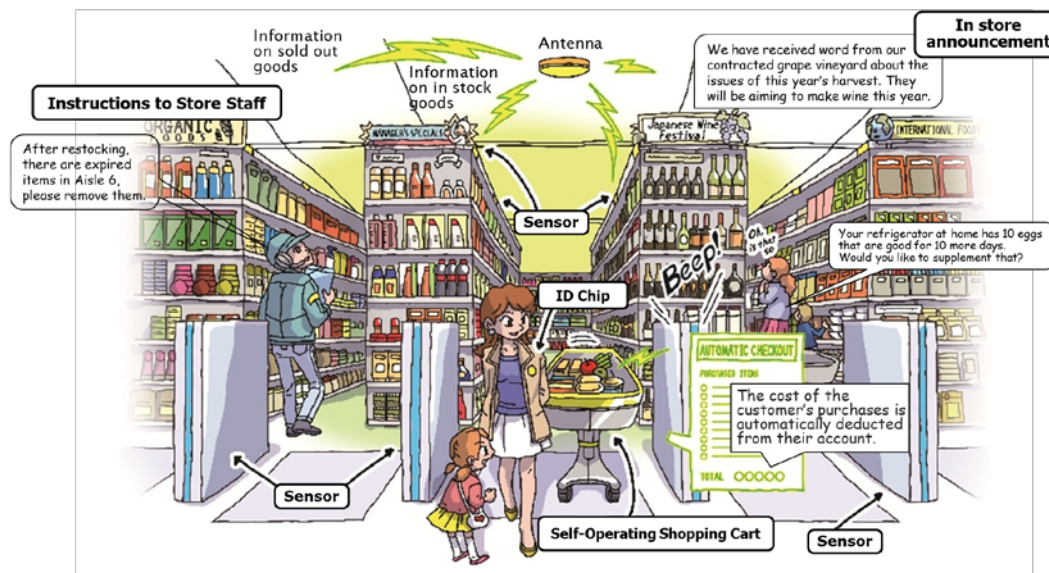 Information
on sold out
goods
Antenna
Information
on in stock
goods
In store
announcement
We have received word from our
contracted grape vineyard about the
issues of this year's harvest. They
will be aiming to make wine this year.
Instructions to Store Staff
After restocking,
there are expired
items in Aisle 6,
please remove them.
ORGANIC
GOODS
MANAGER'S SPECIALS
Japanese Wine
Festival
INTERNATIONAL FOODS
Sensor
Oh,
is that
so.
Your refrigerator at home has 10 eggs
that are good for 10 more days.
Would you like to supplement that?
Beep!
ID Chip
AUTOMATIC CHECKOUT
PURCHASED ITEMS
The cost of the
customer's purchases is
automatically deducted
from their account.
TOTAL OOOOO
Sensor
Self-Operating Shopping Cart
Sensor